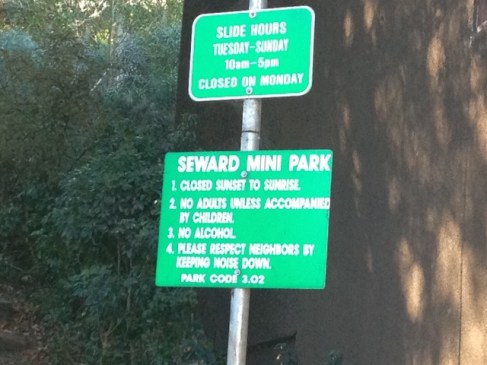 SLIDE HOURS
TUESDAY-SUNDAY
10am-5pm
CLOSED ON MONDAY
SEWARD MINI PARK
1. CLOSED SUNSET TO SUNRISE.
2. NO ADULTS UNLESS ACCOMPANIED
BY CHILDREN.
3. NO ALCOHOL.
4. PLEASE RESPECT NEIGHBORS BY
KEEPING NOISE DOWN.
PARK CODE 3.02